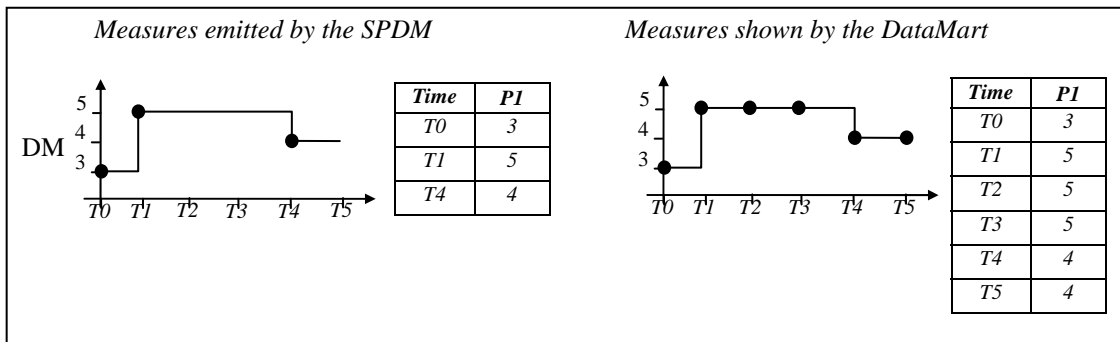 Measures emitted by the SPDM
DM
5
4
3
T0 T1 T2 T3 T4 T5
Time P1
T0 3
T1 5
T4 4
Measures shown by the DataMart
5
4
3
T0 T1 T2 T3 T4 T5
Time P1
T0 3
T1 5
T2 5
T3 5
T4 4
T5 4